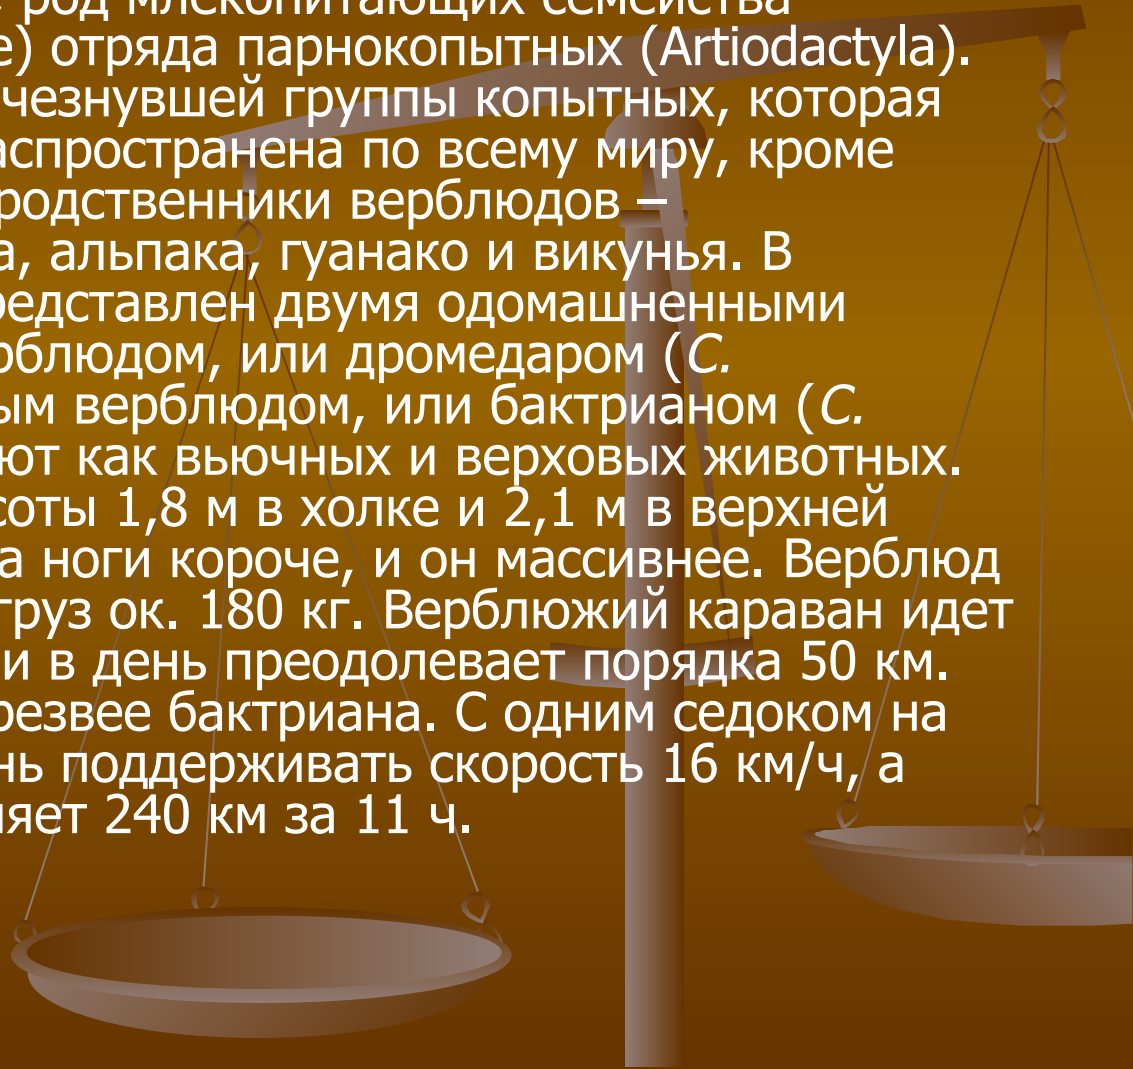 род млекопитающих семейства
е) отряда парнокопытных (Artiodactyla).
чезнувшей группы копытных, которая
аспространена по всему миру, кроме
родственники верблюдов –
а, альпака, гуанако и викунья. В
редставлен двумя одомашненными
рблюдом, или дромедаром (C.
ым верблюдом, или бактрианом (C.
ют как вьючных и верховых животных.
соты 1,8 м в холке и 2,1 м в верхней
а ноги короче, и он массивнее. Верблюд
груз ок. 180 кг. Верблюжий караван идет
и в день преодолевает порядка 50 км.
резвее бактриана. С одним седоком на
нь поддерживать скорость 16 км/ч, а
ляет 240 км за 11 ч.